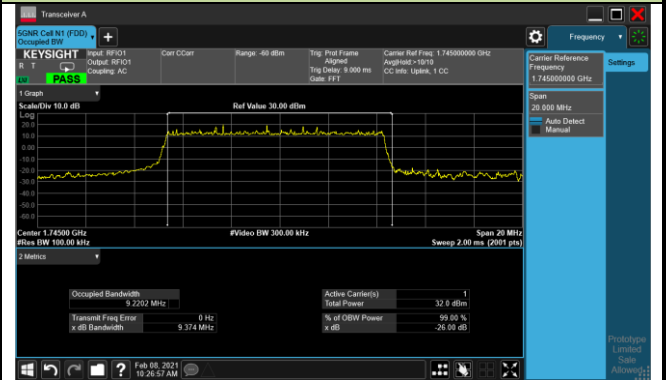 Transceiver A
5GNR Cell N1 (FDD)
Occupied BW
Frequency
KEYSIGHT
R T
LXI
PASS
Input: RFIO1
Output: RFIO1
Coupling: AC
Corr CCorr
Range: -60 dBm
Trig: Prot Frame
Aligned
Trig Delay: 9.000 ms
Gate: FFT
Carrier Ref Freq: 1.745000000 GHz
Avg|Hold:>10/10
CC Info: Uplink, 1 CC
Carrier Reference
Frequency
1.745000000 GHz
Settings
Span
20.000 MHz
Auto Detect
Manual
1 Graph
Scale/Div 10.0 dB
Ref Value 30.00 dBm
Log
20.0
10.0
0.00
-10.0
-20.0
-30.0
-40.0
-50.0
-60.0
Center 1.74500 GHz
#Video BW 300.00 kHz
Span 20 MHz
#Res BW 100.00 kHz
Sweep 2.00 ms (2001 pts)
2 Metrics
Occupied Bandwidth
9.2202 MHz
Active Carrier(s) 1
Total Power 32.0 dBm
Transmit Freq Error 0 Hz
x dB Bandwidth 9.374 MHz
% of OBW Power 99.00 %
x dB -26.00 dB
Feb 08, 2021
10:26:57 AM
Prototype
Limited
Sale
Allowed